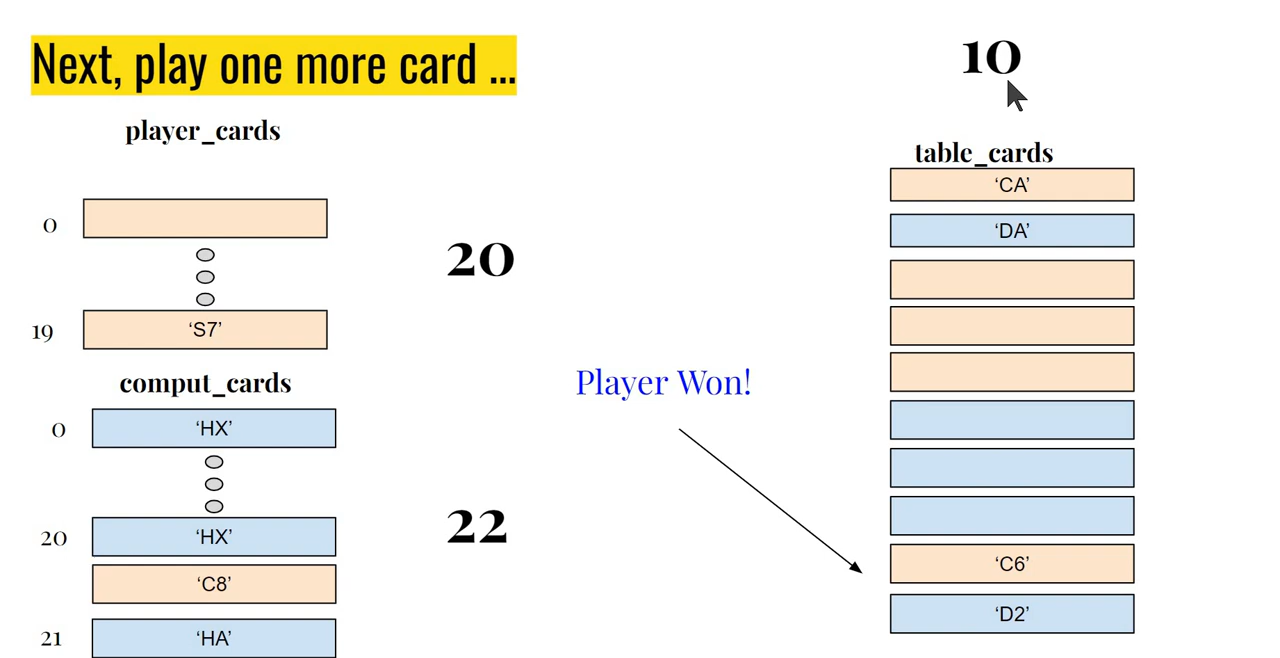 Next, play one more card ...
10
player_cards
table_cards
‘CA’
0
‘DA’
20
19
‘S7’
comput_cards
Player Won!
0
‘HX’
20
‘HX’
22
‘C8’
‘C6’
21
‘HA’
‘D2’